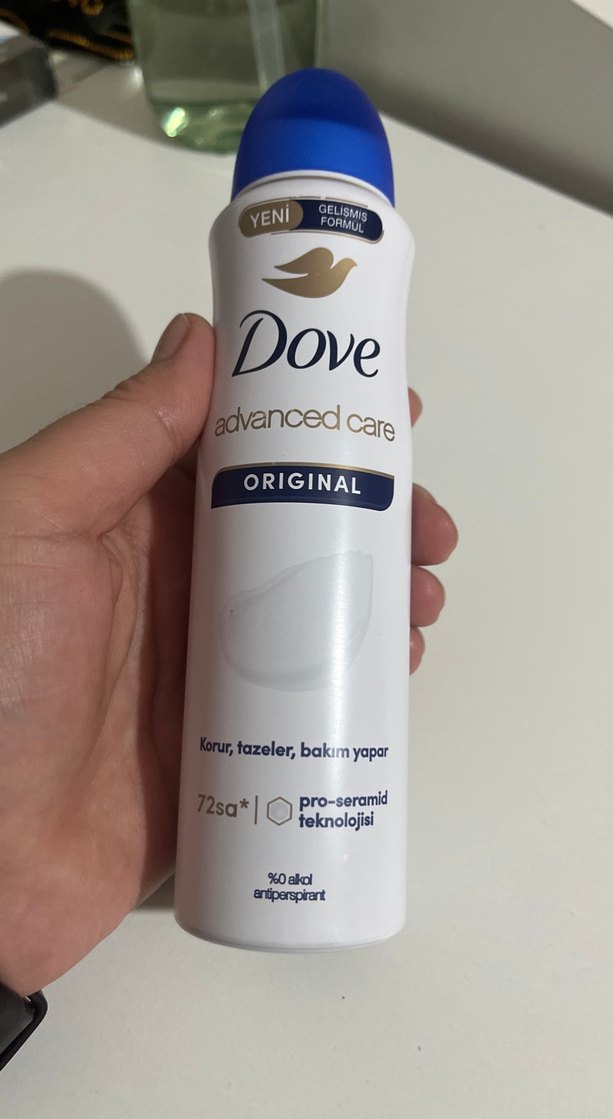 YENİ
GELİŞMİŞ
FORMÜL
Dove
advanced care
ORIGINAL
Korur, tazeler, bakım yapar
72sa*
pro-seramid
teknolojisi
%0 alkol
antiperspirant